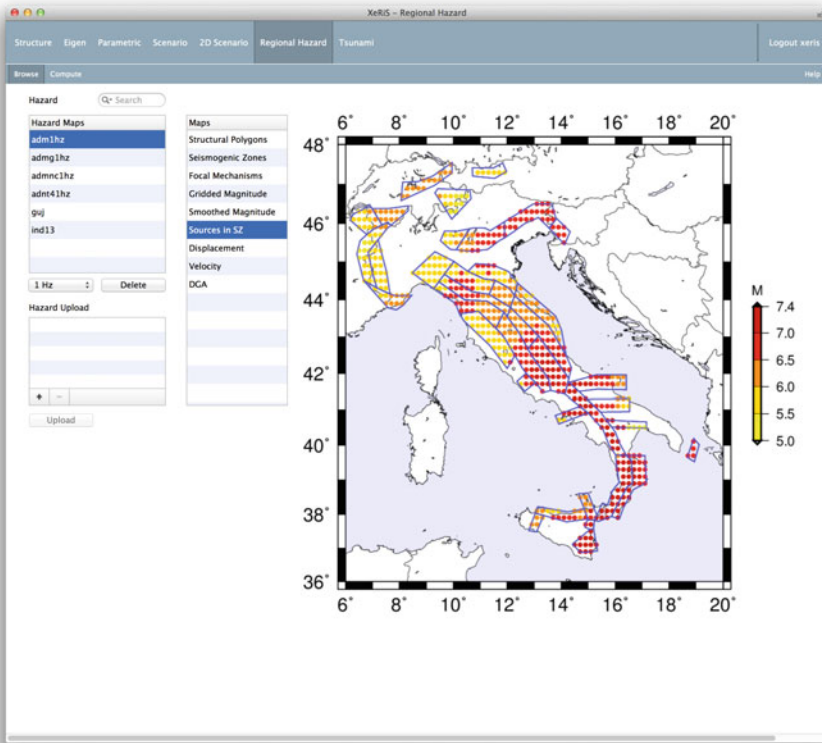 XeRiS - Regional Hazard
Structure Eigen Parametric Scenario 2D Scenario Regional Hazard Tsunami Logout xeris
Browse Compute Help
Hazard Search
Hazard Maps
adm1hz
admg1hz
admnc1hz
adnt41hz
guj
ind13
1 Hz Delete
Hazard Upload
+ -
Upload
Maps
Structural Polygons
Seismogenic Zones
Focal Mechanisms
Gridded Magnitude
Smoothed Magnitude
Sources in SZ
Displacement
Velocity
DGA
6° 8° 10° 12° 14° 16° 18° 20°
48°
46°
44°
42°
40°
38°
36°
6° 8° 10° 12° 14° 16° 18° 20°
M
7.4
7.0
6.5
6.0
5.5
5.0